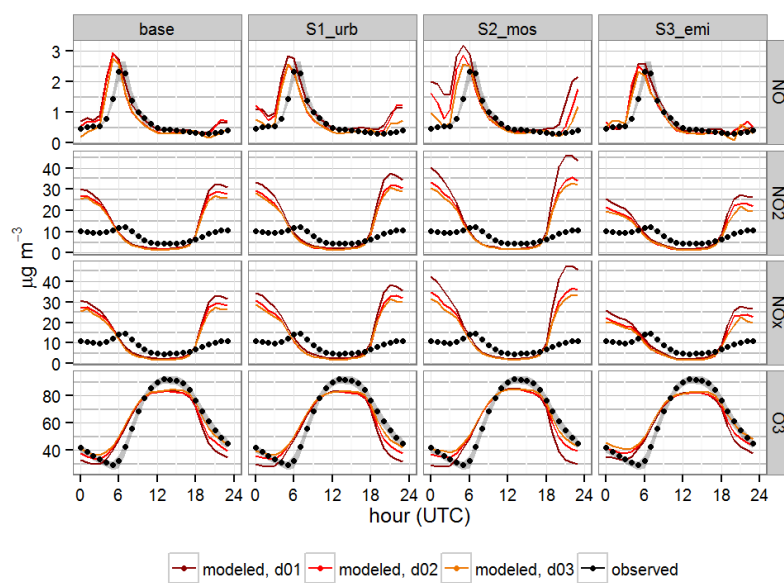 base S1_urb S2_mos S3_emi
3
2
1
0
NO
40
30
20
10
0
NO2
40
30
20
10
0
NOx
80
60
40
O3
µg m⁻³
0 6 12 18 24 0 6 12 18 24 0 6 12 18 24 0 6 12 18 24
hour (UTC)
modeled, d01 modeled, d02 modeled, d03 observed